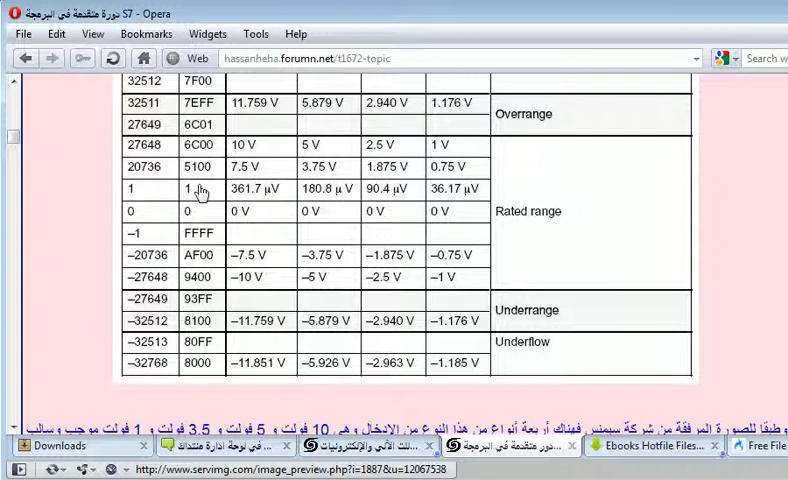 دورة متقدمة في البرمجة S7 - Opera
File Edit View Bookmarks Widgets Tools Help
Web hassanheha.forumn.net/t1672-topic Search w
32512 7F00
32511 7EFF 11.759 V 5.879 V 2.940 V 1.176 V Overrange
27649 6C01
27648 6C00 10 V 5 V 2.5 V 1 V
20736 5100 7.5 V 3.75 V 1.875 V 0.75 V
1 1 361.7 µV 180.8 µ V 90.4 µV 36.17 µV
0 0 0 V 0 V 0 V 0 V Rated range
–1 FFFF
–20736 AF00 –7.5 V –3.75 V –1.875 V –0.75 V
–27648 9400 –10 V –5 V –2.5 V –1 V
–27649 93FF
–32512 8100 –11.759 V –5.879 V –2.940 V –1.176 V Underrange
–32513 80FF Underflow
–32768 8000 –11.851 V –5.926 V –2.963 V –1.185 V
وطبقا للصورة المرفقة من شركة سيمنس فهناك أربعة أنواع من هذا النوع من الإدخال وهي 10 فولت و 5 فولت و 3.5 فولت و 1 فولت موجب وسالب
Downloads في لوحة ادارة منتداك ...لات الآلي والإلكترونيات ...دورة متقدمة في البرمجة Ebooks Hotfile Files... Free File
http://www.servimg.com/image_preview.php?i=1887&u=12067538